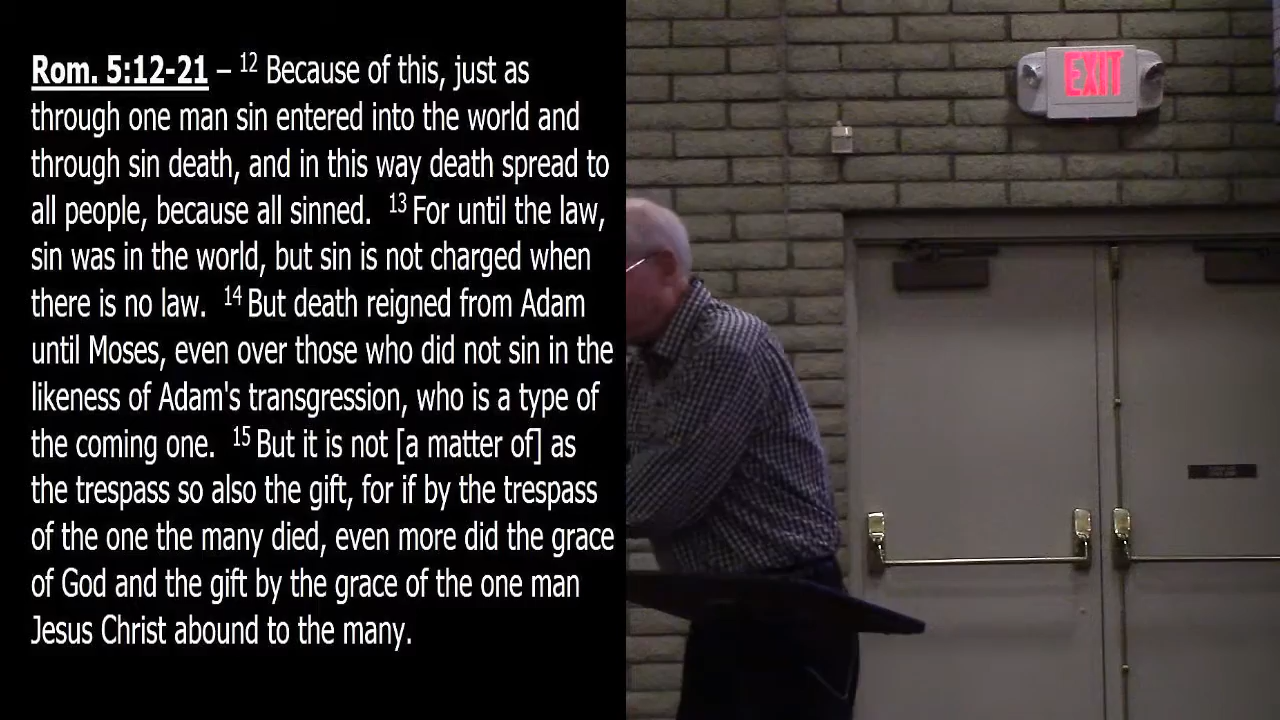 Rom. 5:12-21 – 12 Because of this, just as
through one man sin entered into the world and
through sin death, and in this way death spread to
all people, because all sinned. 13 For until the law,
sin was in the world, but sin is not charged when
there is no law. 14 But death reigned from Adam
until Moses, even over those who did not sin in the
likeness of Adam's transgression, who is a type of
the coming one. 15 But it is not [a matter of] as
the trespass so also the gift, for if by the trespass
of the one the many died, even more did the grace
of God and the gift by the grace of the one man
Jesus Christ abound to the many.
EXIT